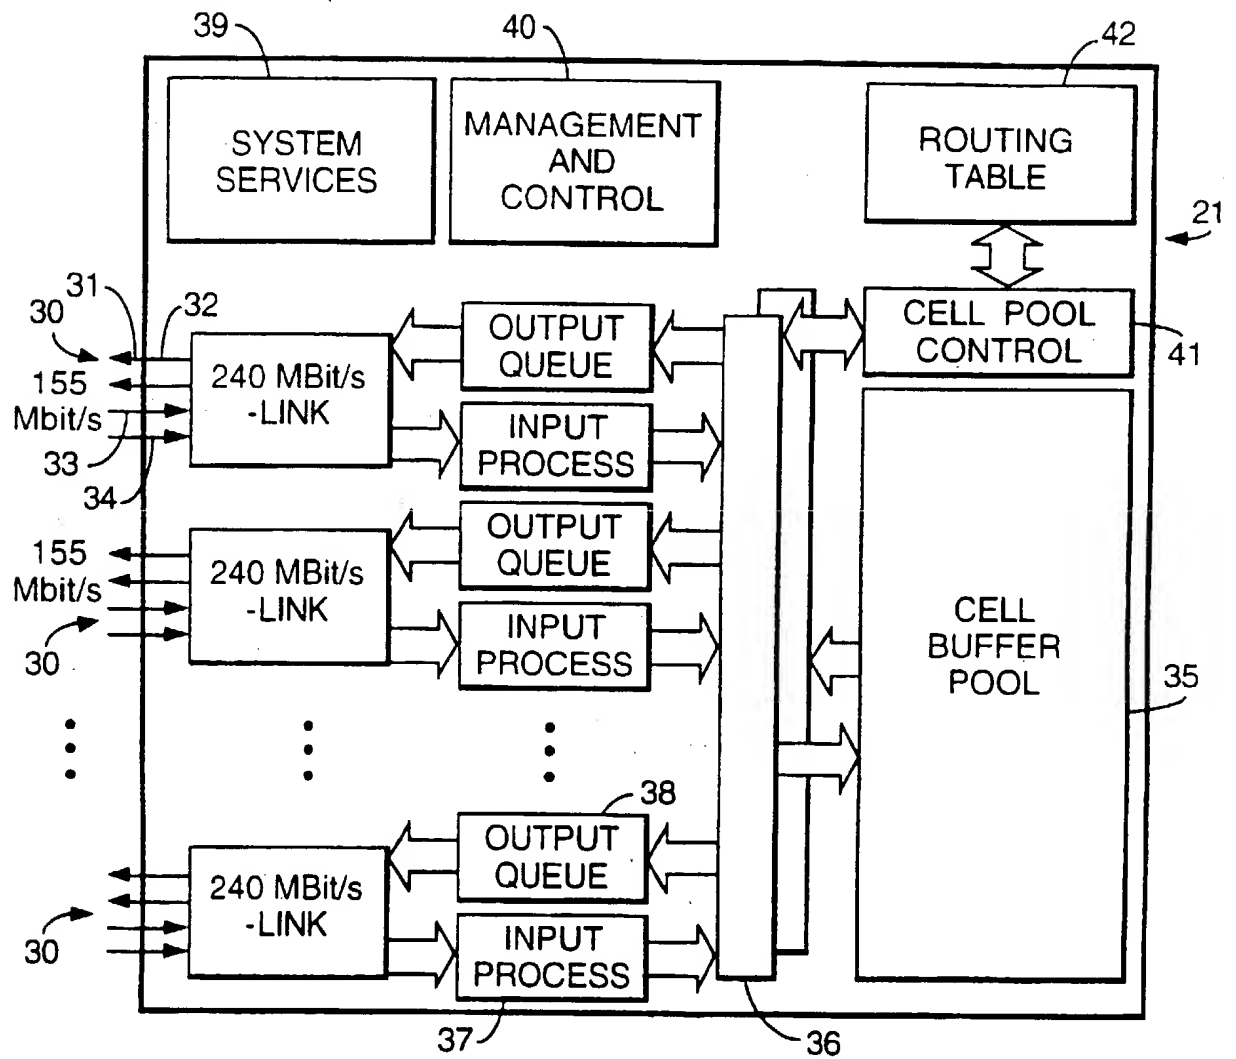 39
40
42
SYSTEM
SERVICES
MANAGEMENT
AND
CONTROL
ROUTING
TABLE
21
31
32
30
155
Mbit/s
33
34
240 MBit/s
-LINK
OUTPUT
QUEUE
INPUT
PROCESS
CELL POOL
CONTROL
41
155
Mbit/s
30
240 MBit/s
-LINK
OUTPUT
QUEUE
INPUT
PROCESS
CELL
BUFFER
POOL
35
38
30
240 MBit/s
-LINK
OUTPUT
QUEUE
INPUT
PROCESS
37
36